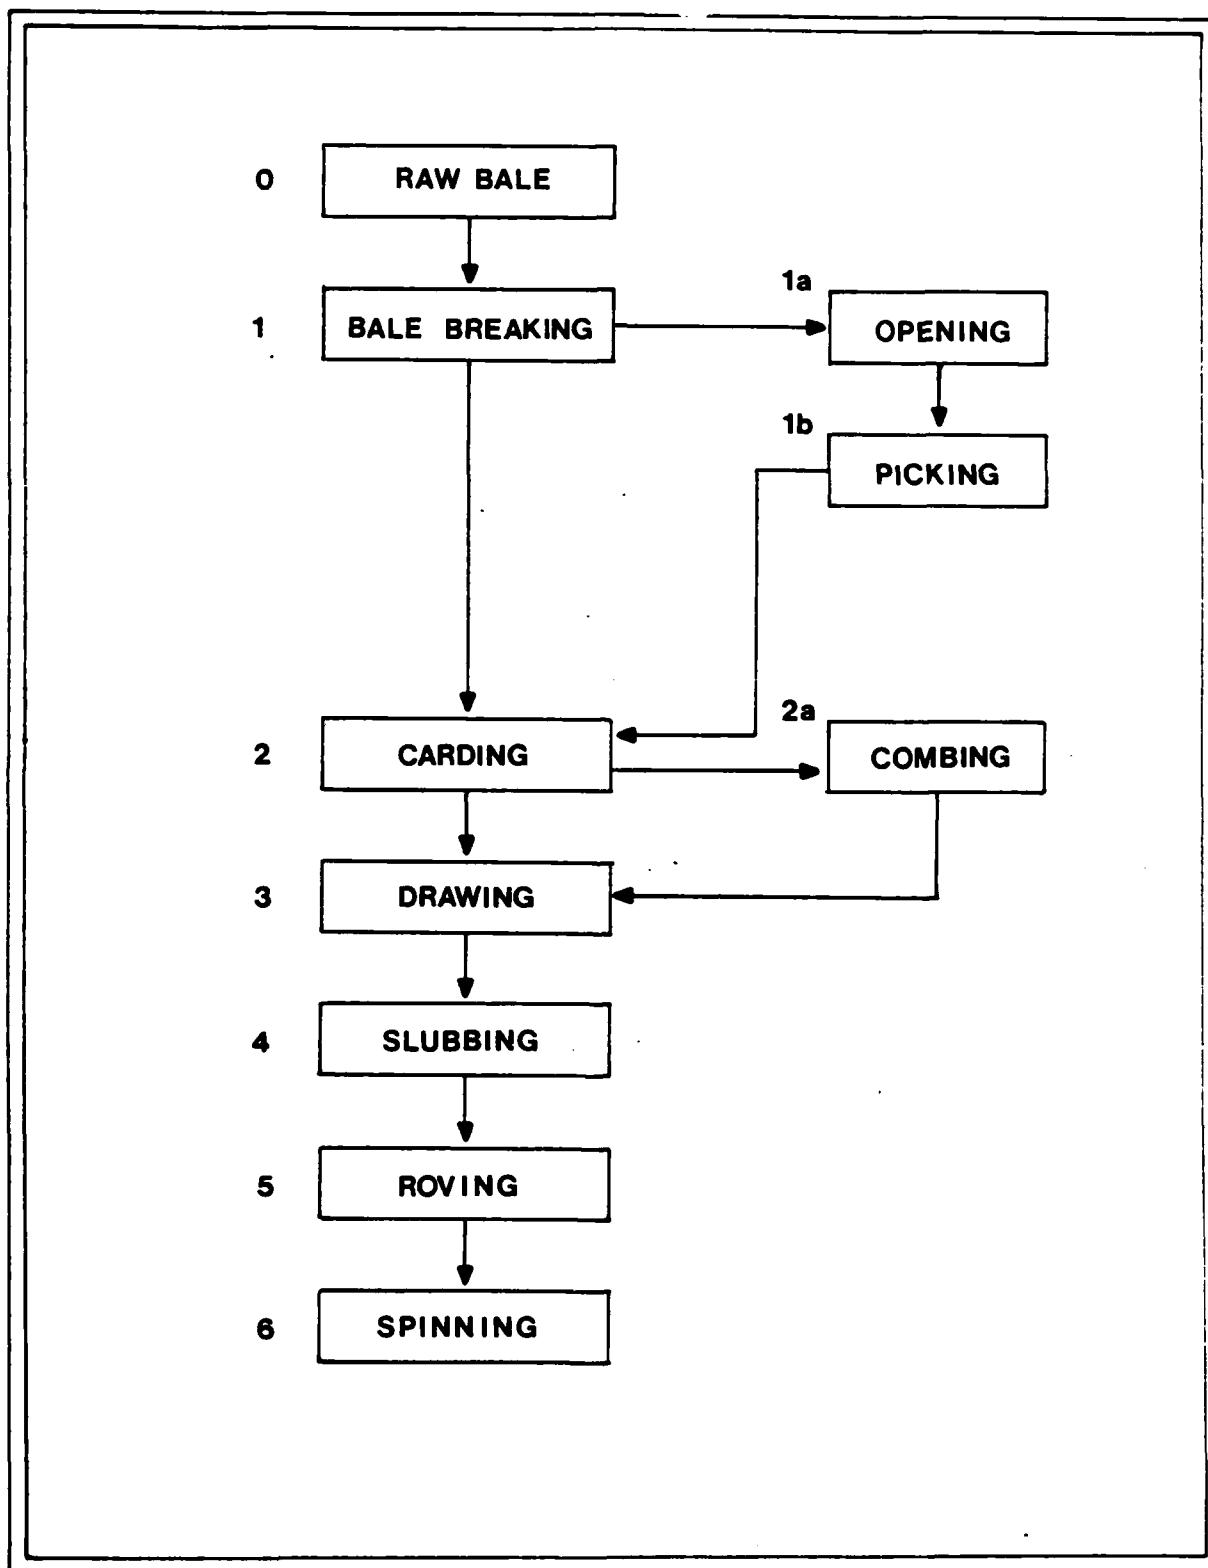 0 RAW BALE
1a
1 BALE BREAKING OPENING
1b
PICKING
2a
2 CARDING COMBING
3 DRAWING
4 SLUBBING
5 ROVING
6 SPINNING